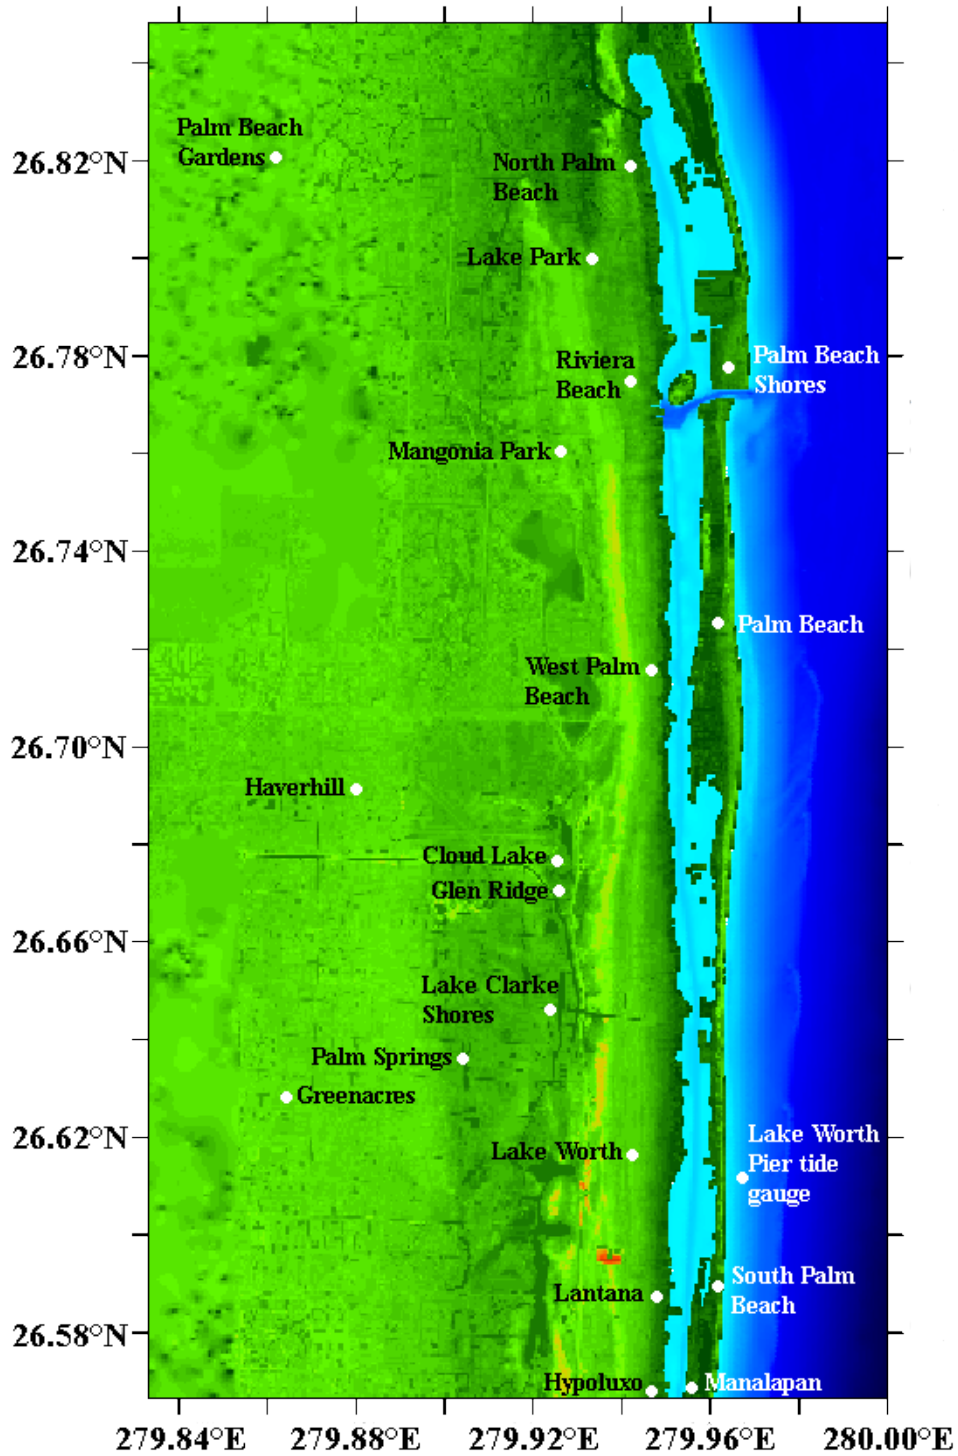 Palm Beach
Gardens
26.82°N
North Palm
Beach
Lake Park
26.78°N
Riviera
Beach
Palm Beach
Shores
Mangonia Park
26.74°N
Palm Beach
West Palm
Beach
26.70°N
Haverhill
Cloud Lake
Glen Ridge
26.66°N
Lake Clarke
Shores
Palm Springs
Greenacres
26.62°N
Lake Worth
Lake Worth
Pier tide
gauge
South Palm
Beach
Lantana
26.58°N
Hypoluxo
Manalapan
279.84°E 279.88°E 279.92°E 279.96°E 280.00°E